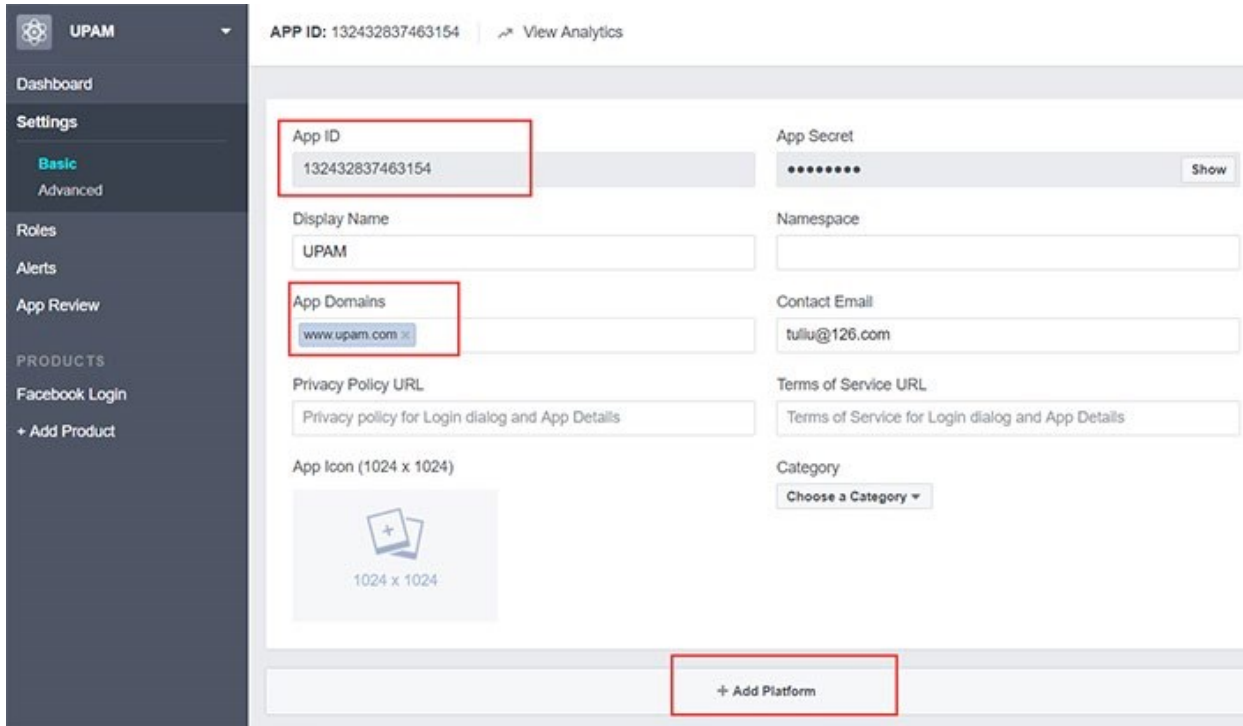 UPAM
APP ID: 132432837463154 View Analytics
Dashboard
Settings
Basic
Advanced
Roles
Alerts
App Review
PRODUCTS
Facebook Login
+ Add Product
App ID
132432837463154
App Secret
●●●●●●●● Show
Display Name
UPAM
Namespace
App Domains
www.upam.com ×
Contact Email
tuliu@126.com
Privacy Policy URL
Privacy policy for Login dialog and App Details
Terms of Service URL
Terms of Service for Login dialog and App Details
App Icon (1024 x 1024)
1024 x 1024
Category
Choose a Category
+ Add Platform